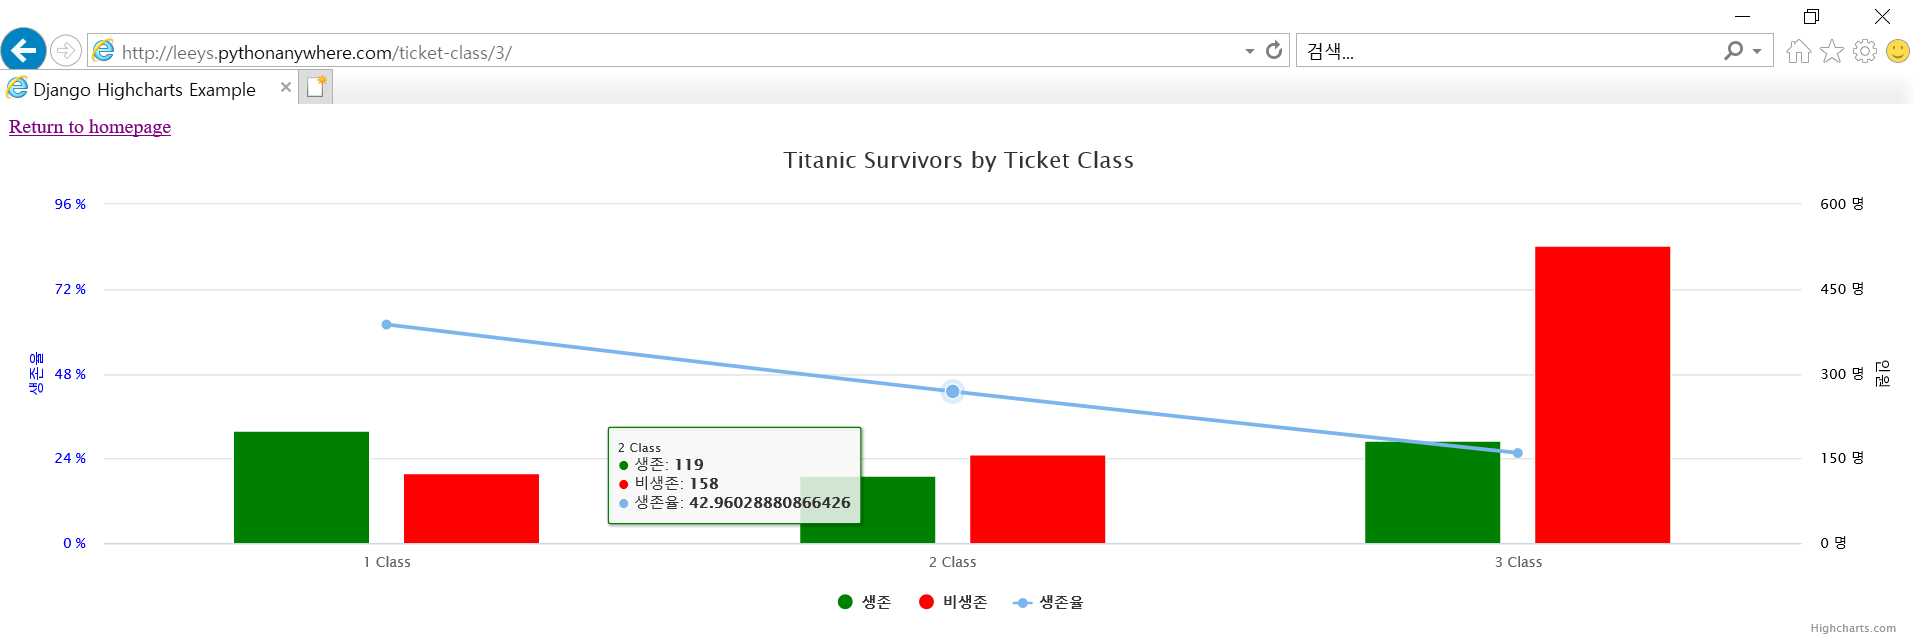 http://leeys.pythonanywhere.com/ticket-class/3/
검색...
Django Highcharts Example
Return to homepage
Titanic Survivors by Ticket Class
96 %
72 %
48 %
24 %
0 %
생존율
600 명
450 명
300 명
150 명
0 명
인원
2 Class
생존: 119
비생존: 158
생존율: 42.96028880866426
1 Class
2 Class
3 Class
생존
비생존
생존율
Highcharts.com